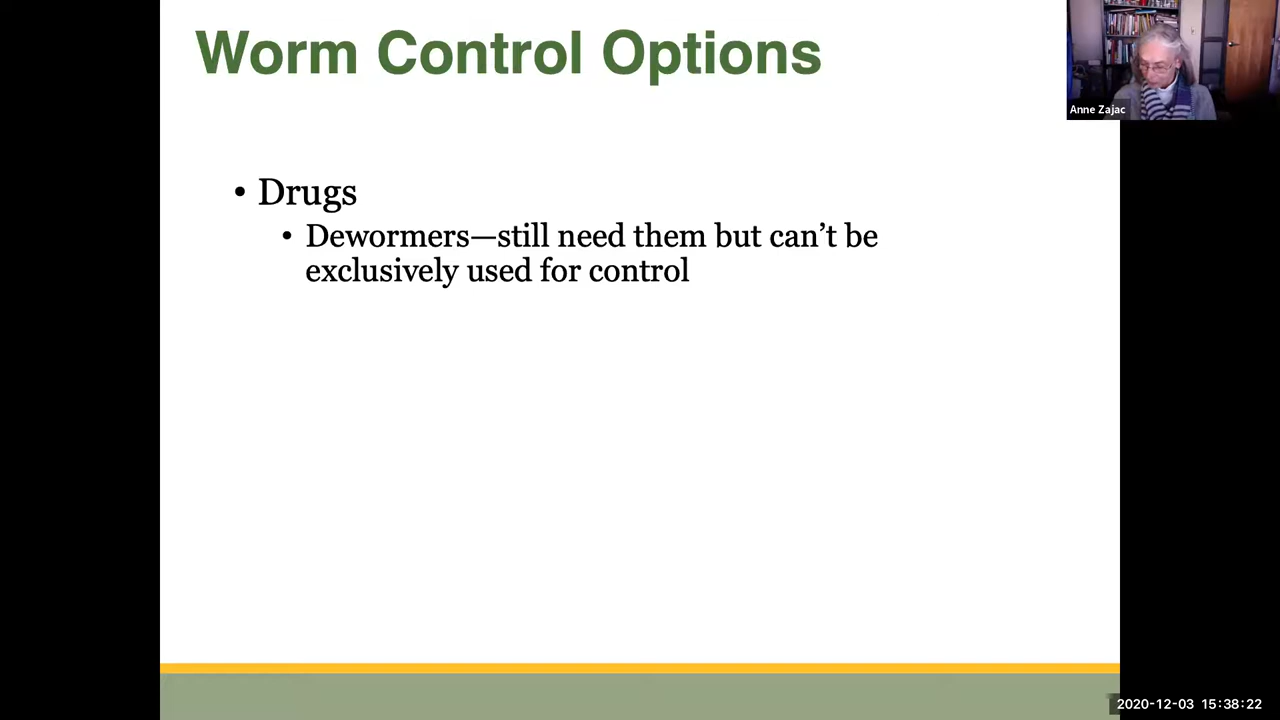 Worm Control Options
Anne Zajac
• Drugs
• Dewormers—still need them but can’t be
exclusively used for control
2020-12-03 15:38:22